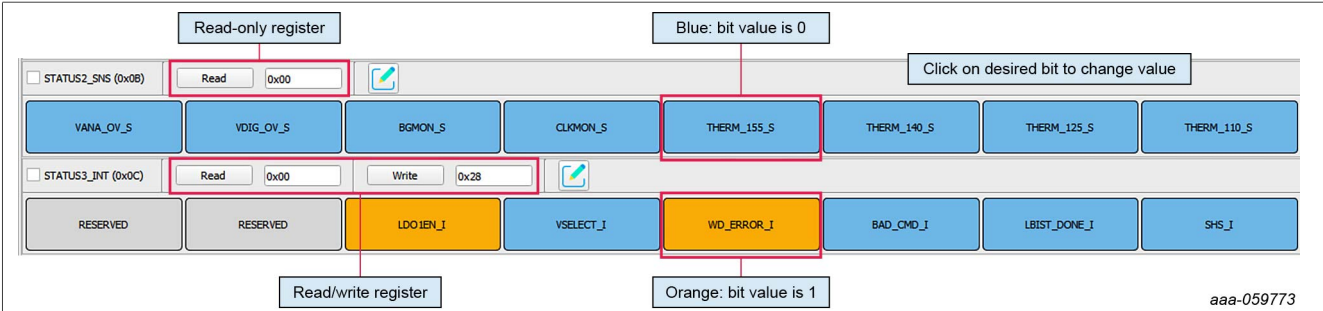 Read-only register
Blue: bit value is 0
Click on desired bit to change value
STATUS2_SNS (0x0B) Read 0x00
VANA_OV_S VDIG_OV_S BGMON_S CLKMON_S THERM_155_S THERM_140_S THERM_125_S THERM_110_S
STATUS3_INT (0x0C) Read 0x00 Write 0x28
RESERVED RESERVED LDO1EN_I VSELECT_I WD_ERROR_I BAD_CMD_I LBIST_DONE_I SHS_I
Read/write register
Orange: bit value is 1
aaa-059773